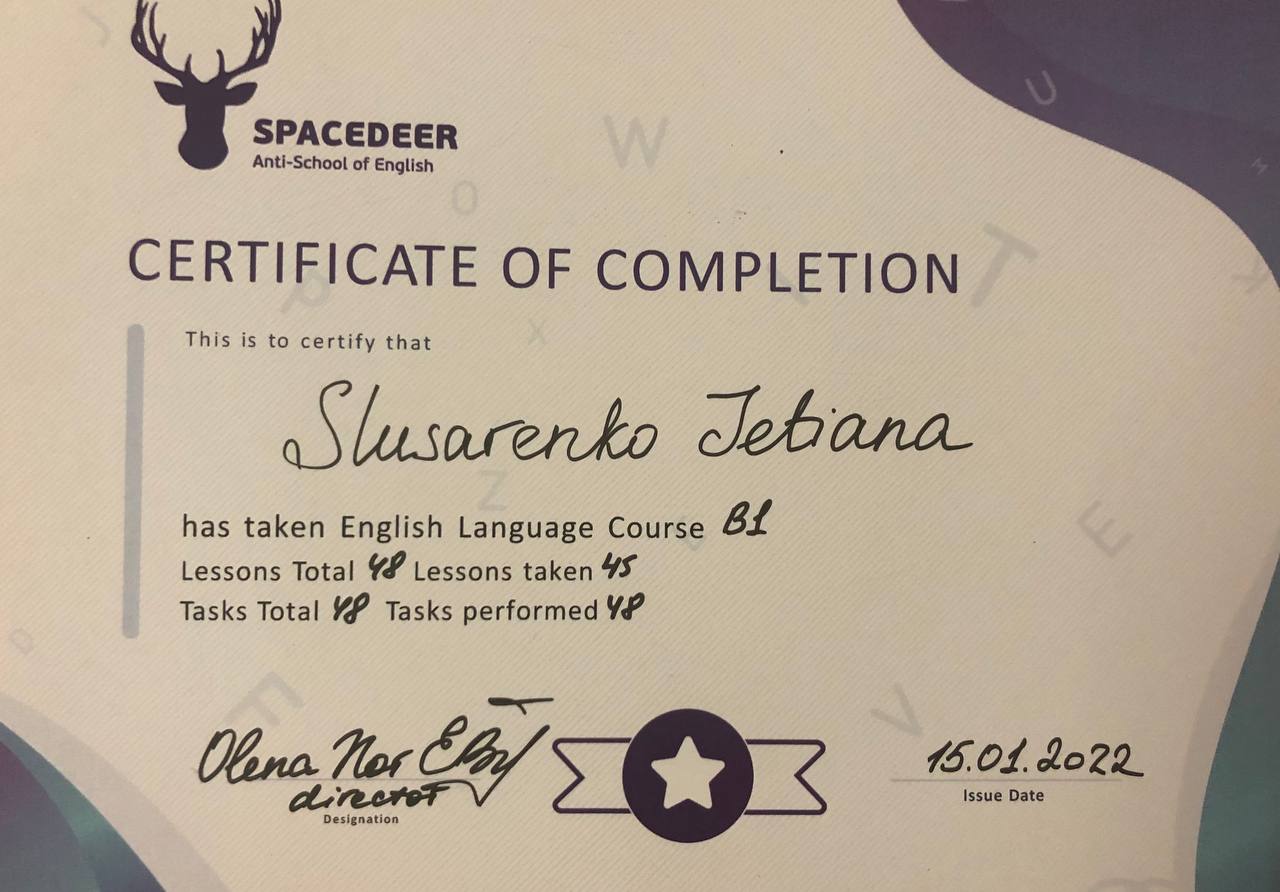 SPACEDEER
Anti-School of English
CERTIFICATE OF COMPLETION
This is to certify that
Slusarenko Tetiana
has taken English Language Course B1
Lessons Total 48 Lessons taken 45
Tasks Total 48 Tasks performed 48
Olena Nor
director
Designation
15.01.2022
Issue Date